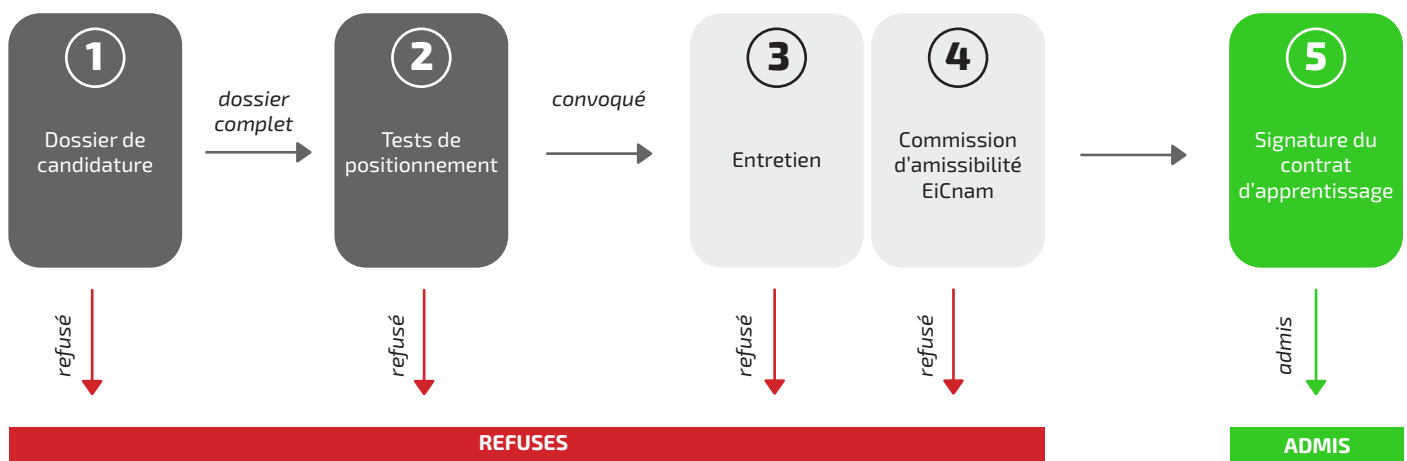 1
Dossier de
candidature
dossier
complet
2
Tests de
positionnement
convoqué
3
Entretien
4
Commission
d'amissibilité
EiCnam
5
Signature du
contrat
d'apprentissage
refusé
refusé
refusé
refusé
admis
REFUSES
ADMIS